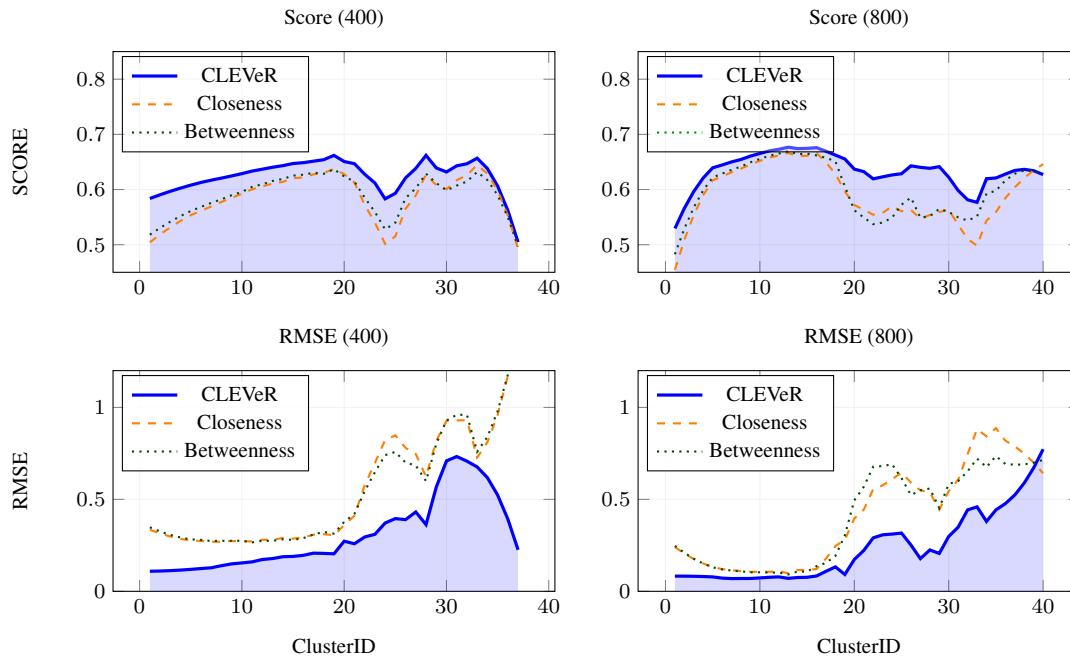 Score (400)
SCORE
0.8
0.7
0.6
0.5
CLEVeR
Closeness
Betweenness
0
10
20
30
40
Score (800)
0.8
0.7
0.6
0.5
CLEVeR
Closeness
Betweenness
0
10
20
30
40
RMSE (400)
RMSE
1
0.5
0
CLEVeR
Closeness
Betweenness
0
10
20
30
40
ClusterID
RMSE (800)
1
0.5
0
CLEVeR
Closeness
Betweenness
0
10
20
30
40
ClusterID